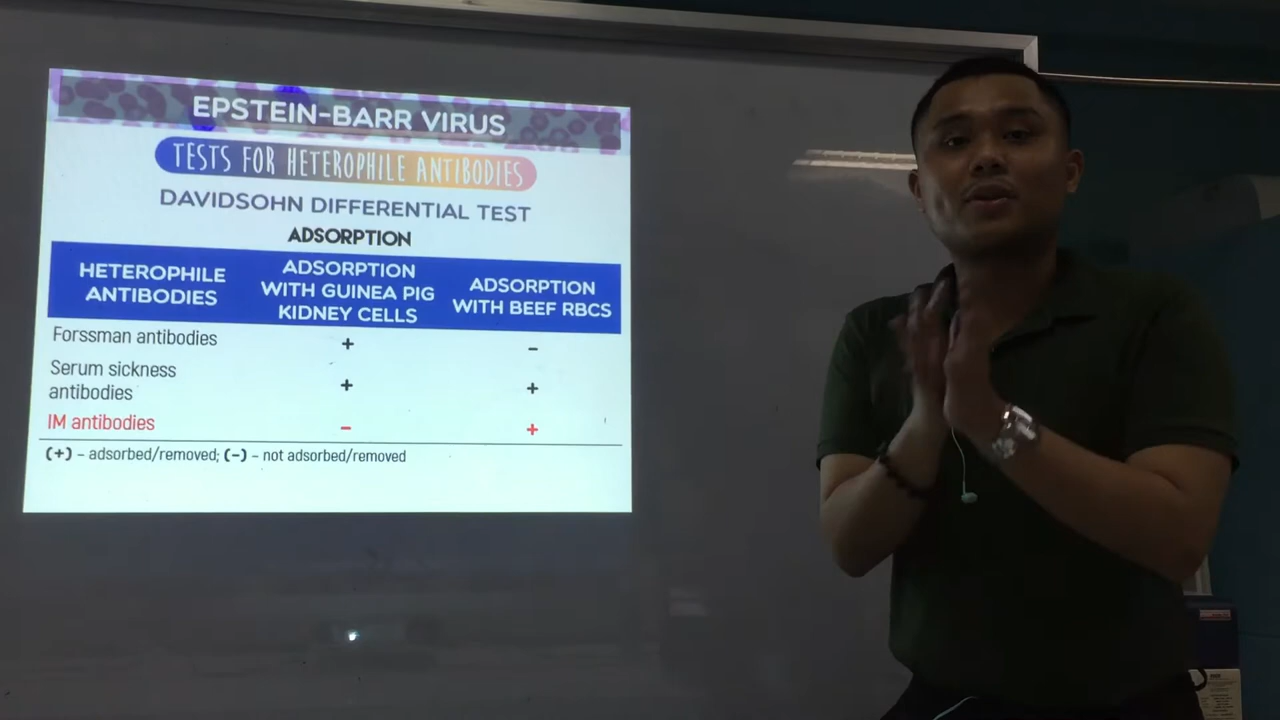 EPSTEIN-BARR VIRUS
TESTS FOR HETEROPHILE ANTIBODIES
DAVIDSOHN DIFFERENTIAL TEST
ADSORPTION
HETEROPHILE
ANTIBODIES
ADSORPTION
WITH GUINEA PIG
KIDNEY CELLS
ADSORPTION
WITH BEEF RBCS
Forssman antibodies + –
Serum sickness
antibodies + +
IM antibodies – +
(+) – adsorbed/removed; (–) – not adsorbed/removed